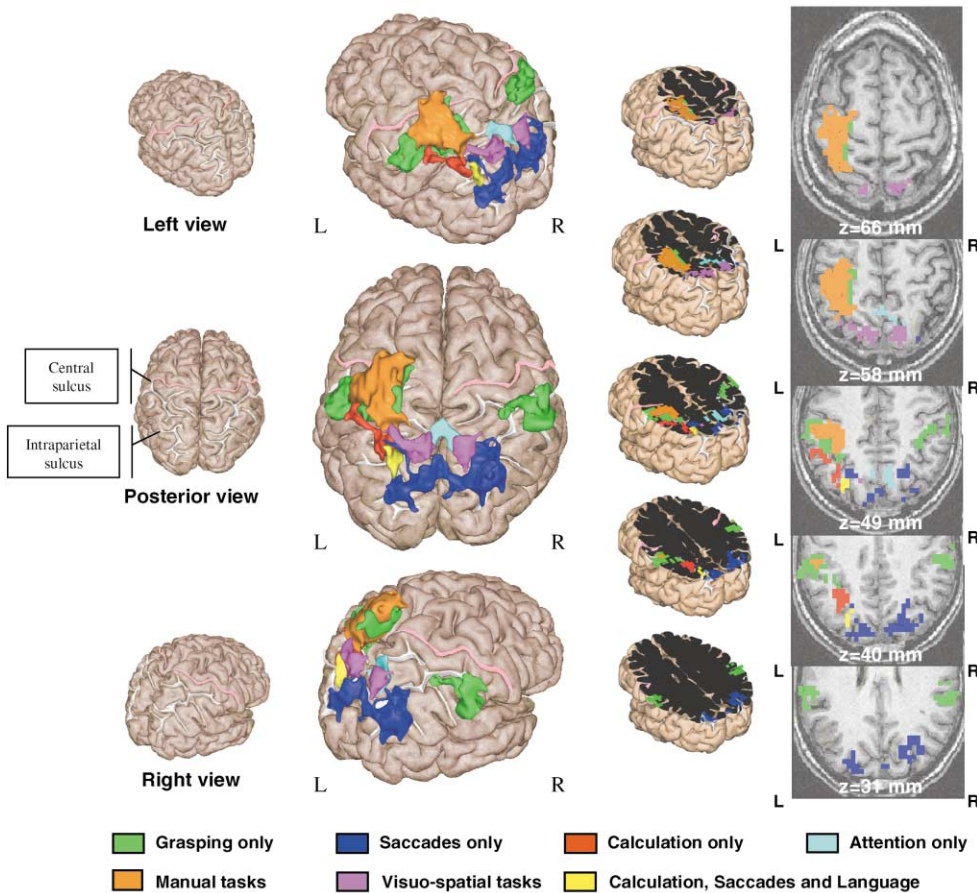 Left view
L
R
z=66 mm
L
R
z=58 mm
Central
sulcus
Intraparietal
sulcus
Posterior view
L
R
L
R
z=49 mm
L
R
z=40 mm
L
R
Right view
L
R
z=31 mm
L
R
Grasping only
Saccades only
Calculation only
Attention only
Manual tasks
Visuo-spatial tasks
Calculation, Saccades and Language